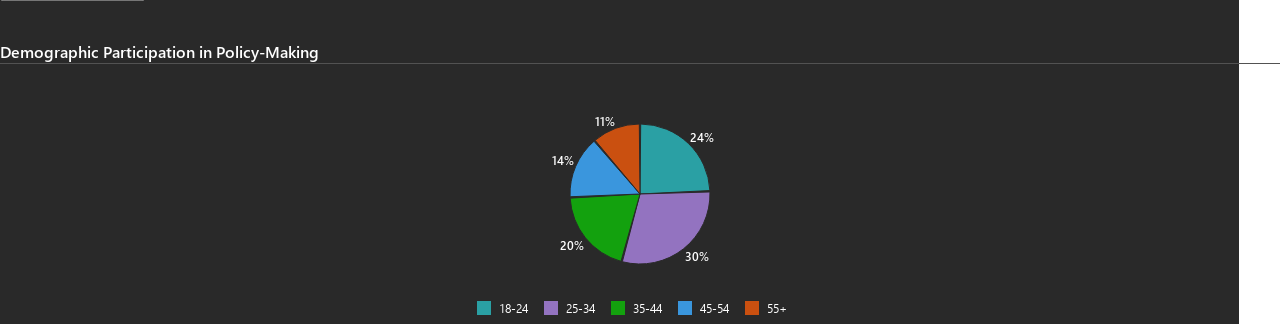 Demographic Participation in Policy-Making
11%
24%
14%
20%
30%
18-24 25-34 35-44 45-54 55+